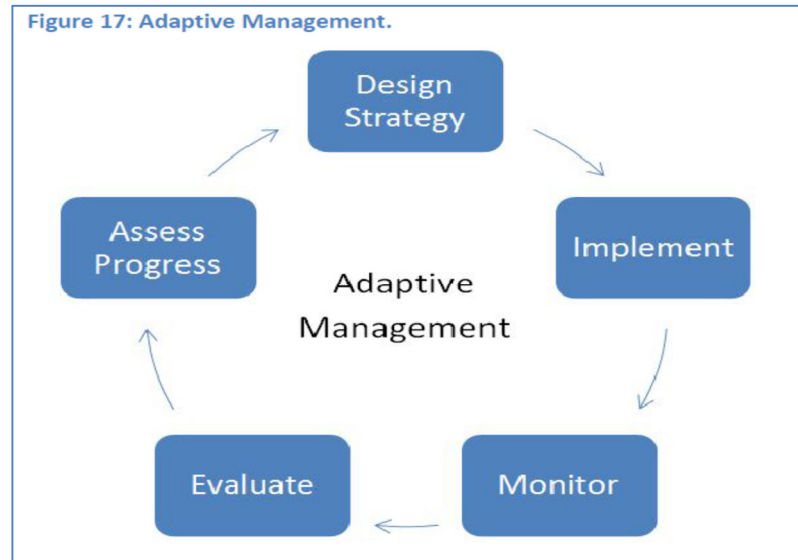 Figure 17: Adaptive Management.
Design
Strategy
Implement
Monitor
Evaluate
Assess
Progress
Adaptive
Management